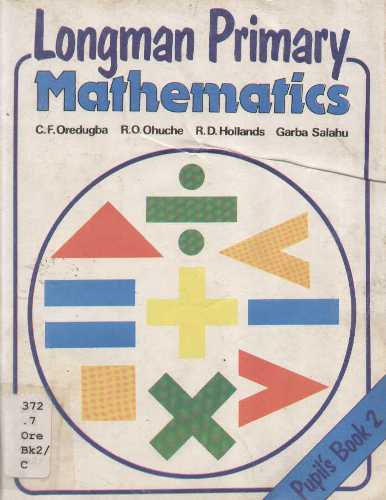 Longman Primary
Mathematics
C.F.Oredugba R.O.Ohuche R.D.Hollands Garba Salahu
372
.7
Ore
Bk2/
C
Pupil's Book 2